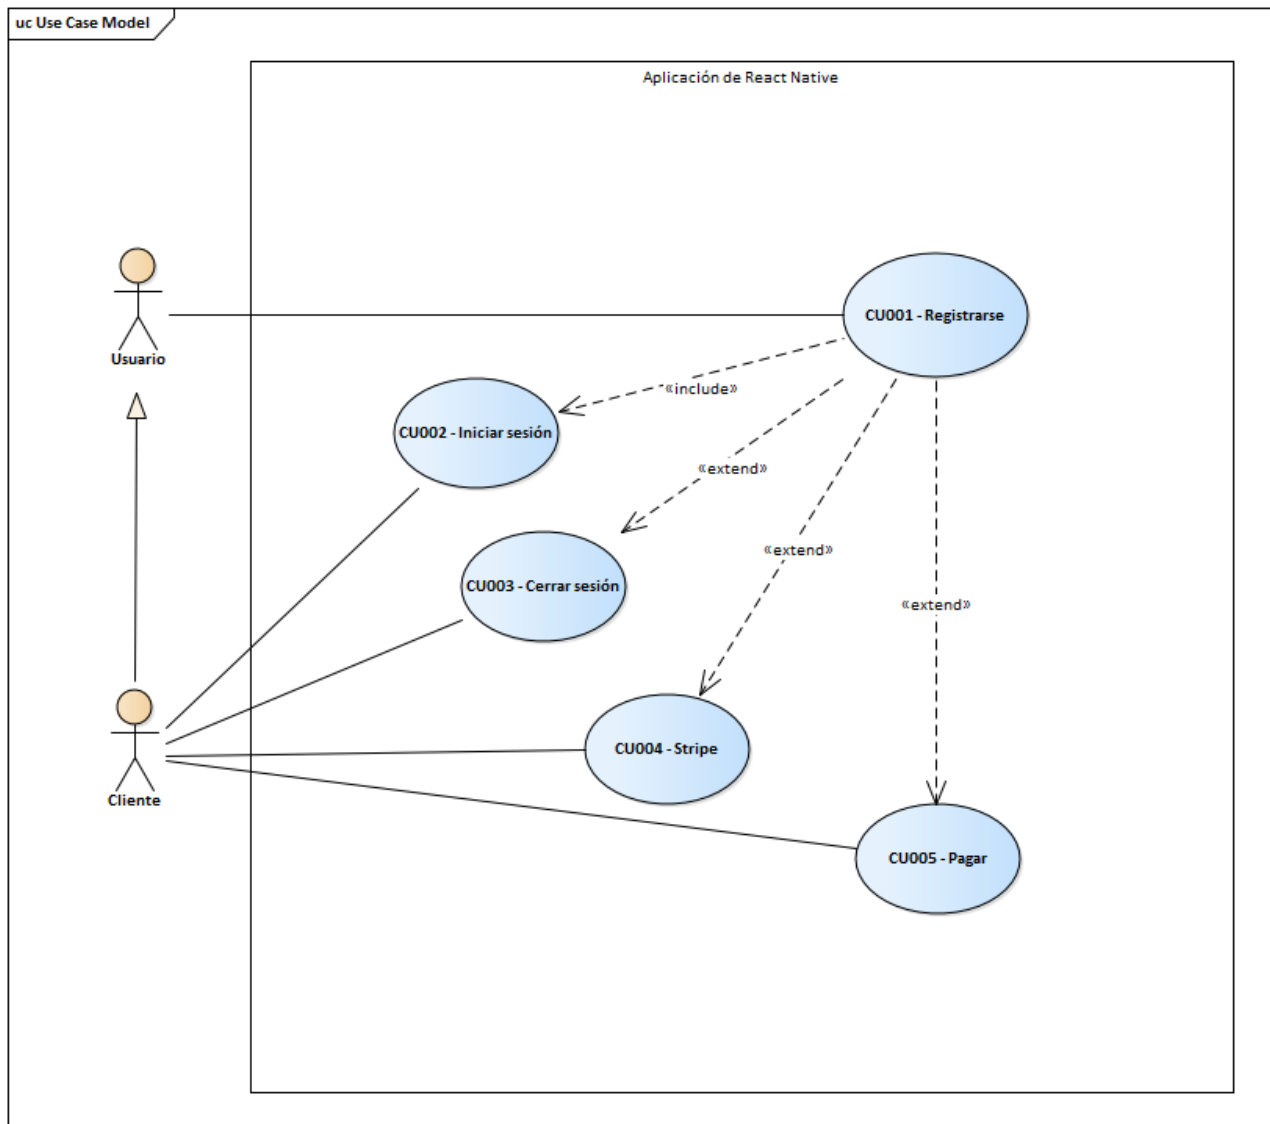 uc Use Case Model
Aplicación de React Native
Usuario
CU001 - Registrarse
«include»
CU002 - Iniciar sesión
«extend»
«extend»
CU003 - Cerrar sesión
«extend»
CU004 - Stripe
Cliente
CU005 - Pagar